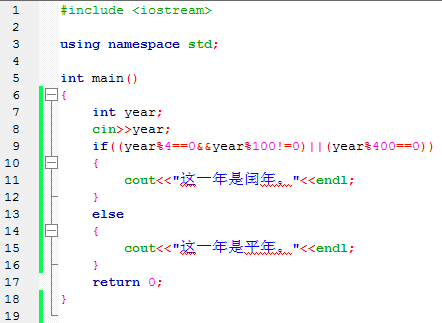 1 #include <iostream>
2
3 using namespace std;
4
5 int main()
6 {
7 int year;
8 cin>>year;
9 if((year%4==0&&year%100!=0)||(year%400==0))
10 {
11 cout<<"这一年是闰年。"<<endl;
12 }
13 else
14 {
15 cout<<"这一年是平年。"<<endl;
16 }
17 return 0;
18 }
19